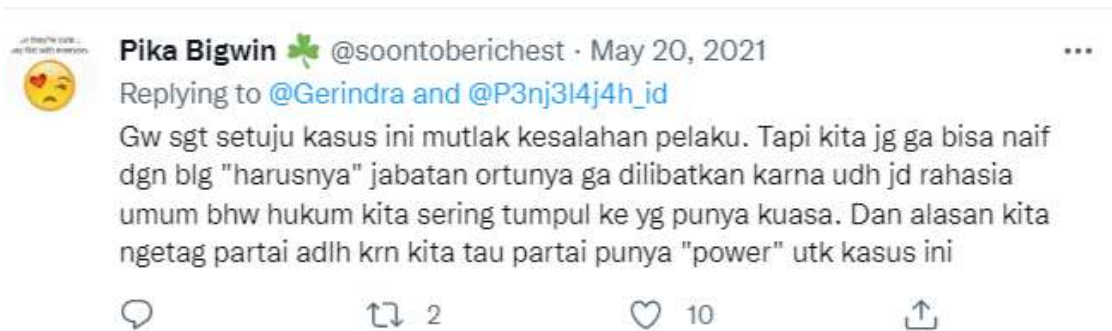 Pika Bigwin @soontoberichest · May 20, 2021
Replying to @Gerindra and @P3nj3l4j4h_id
Gw sgt setuju kasus ini mutlak kesalahan pelaku. Tapi kita jg ga bisa naif
dgn blg "harusnya" jabatan ortunya ga dilibatkan karna udh jd rahasia
umum bhw hukum kita sering tumpul ke yg punya kuasa. Dan alasan kita
ngetag partai adlh krn kita tau partai punya "power" utk kasus ini
2 10